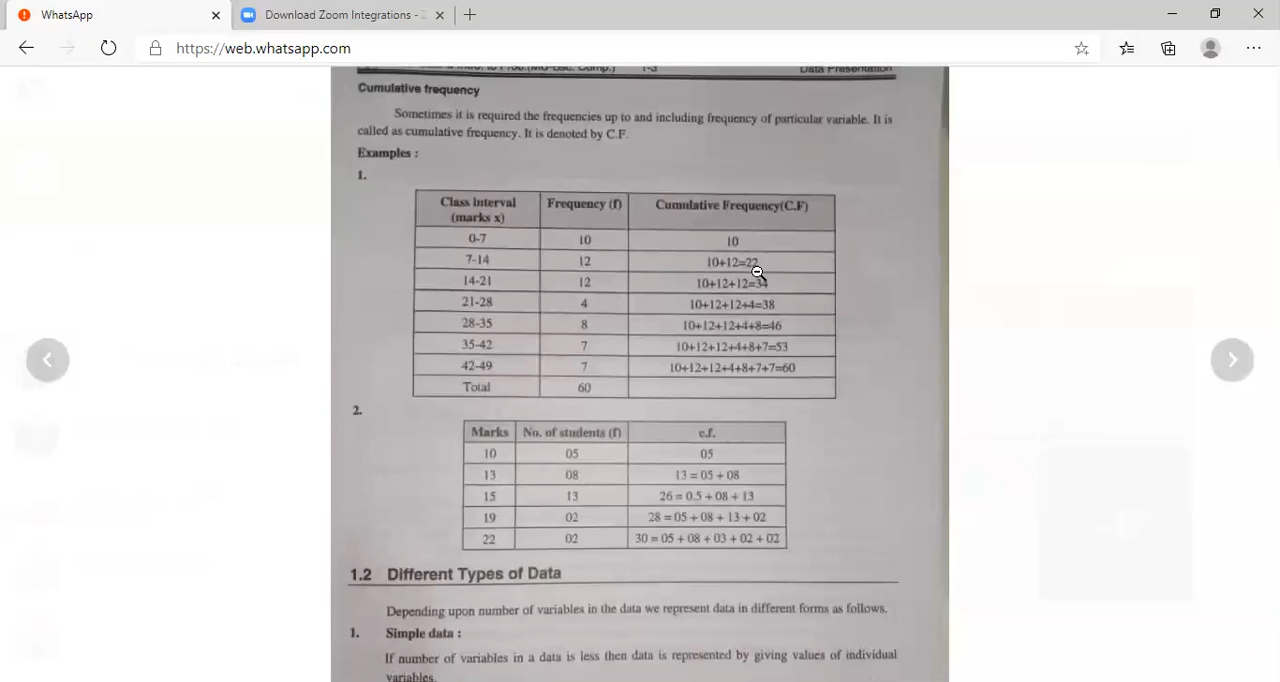 WhatsApp
Download Zoom Integrations -
https://web.whatsapp.com
1-3 Data Presentation
Cumulative frequency
Sometimes it is required the frequencies up to and including frequency of particular variable. It is
called as cumulative frequency. It is denoted by C.F.
Examples :
1.
Class interval (marks x) Frequency (f) Cumulative Frequency(C.F)
0-7 10 10
7-14 12 10+12=22
14-21 12 10+12+12=34
21-28 4 10+12+12+4=38
28-35 8 10+12+12+4+8=46
35-42 7 10+12+12+4+8+7=53
42-49 7 10+12+12+4+8+7+7=60
Total 60
2.
Marks No. of students (f) c.f.
10 05 05
13 08 13 = 05 + 08
15 13 26 = 0.5 + 08 + 13
19 02 28 = 05 + 08 + 13 + 02
22 02 30 = 05 + 08 + 03 + 02 + 02
1.2 Different Types of Data
Depending upon number of variables in the data we represent data in different forms as follows.
1. Simple data :
If number of variables in a data is less then data is represented by giving values of individual
variables.